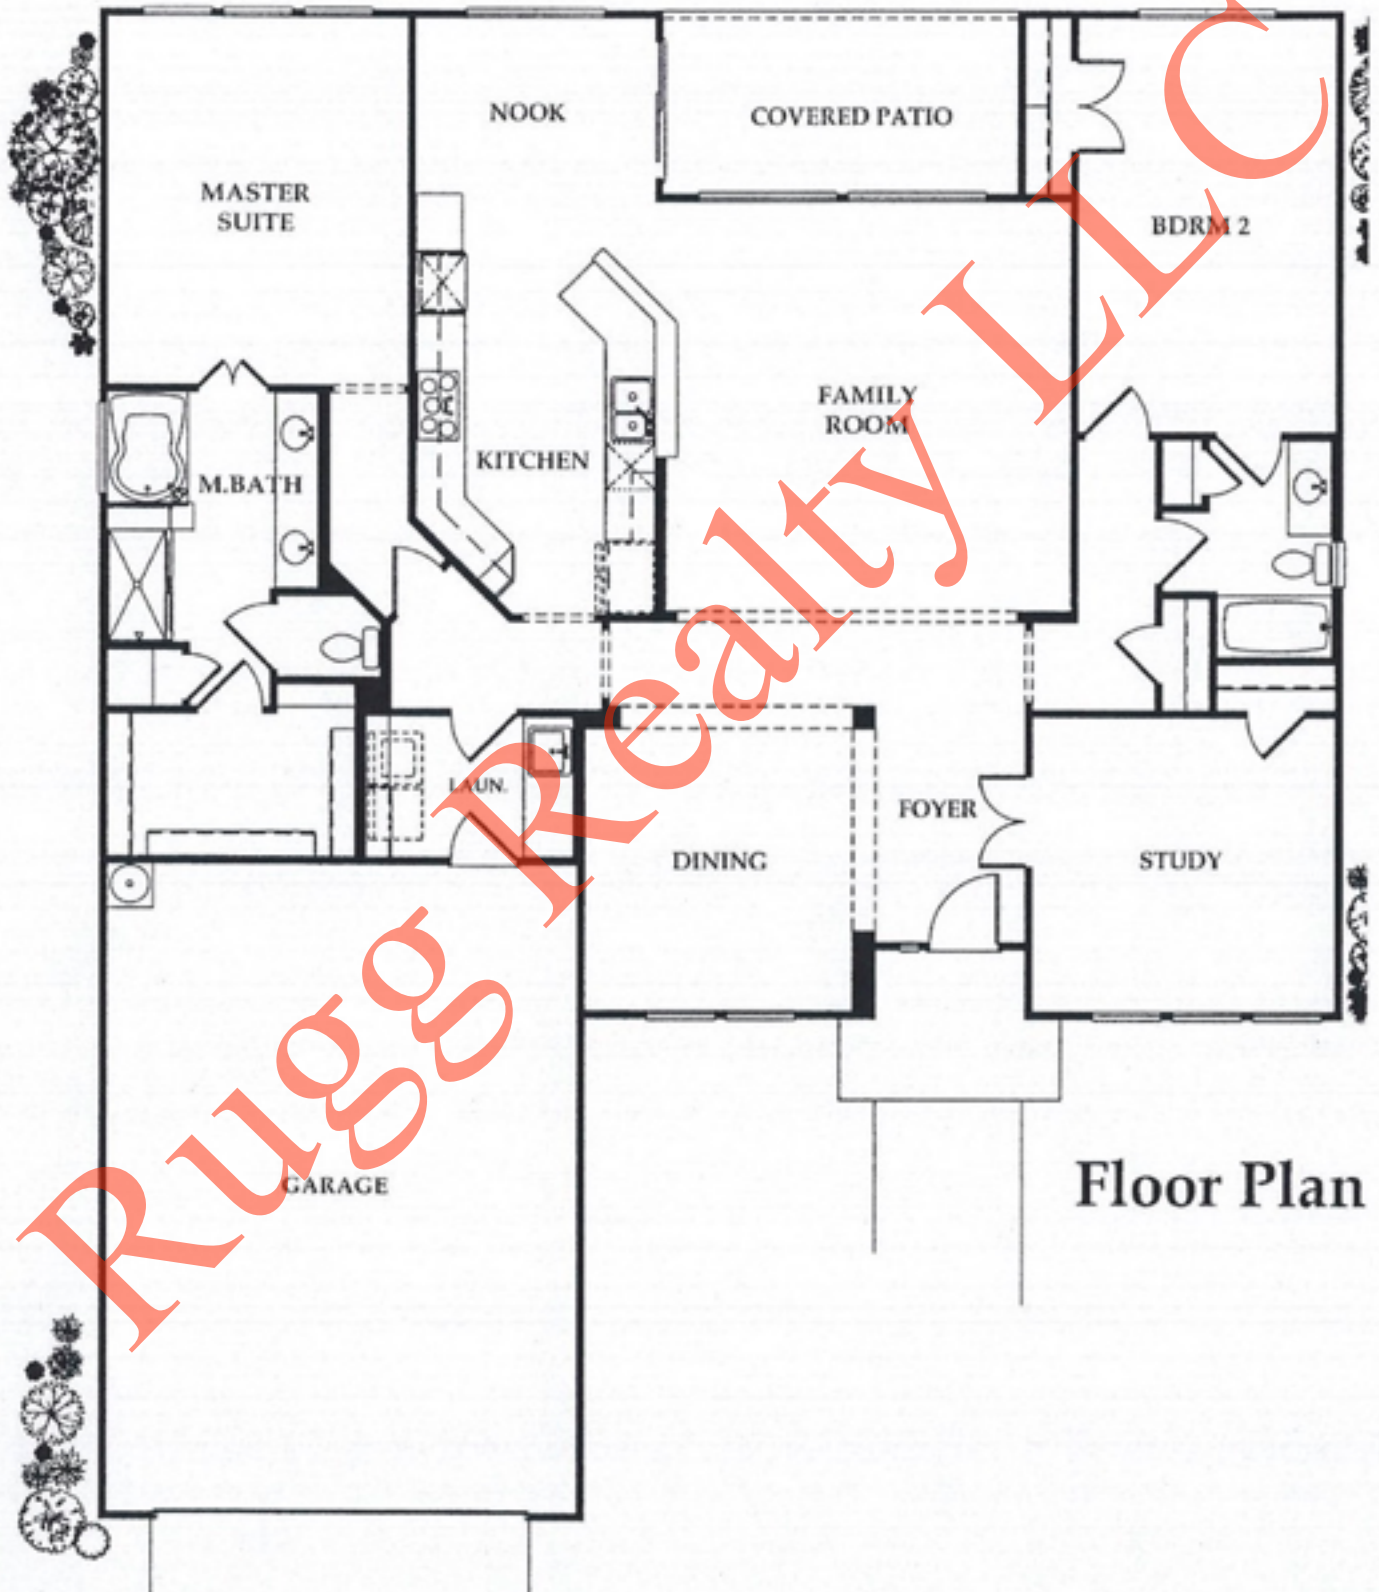 NOOK
COVERED PATIO
MASTER
SUITE
BDRM 2
FAMILY
ROOM
KITCHEN
M.BATH
LAUN.
FOYER
DINING
STUDY
GARAGE
Floor Plan
Rugg Realty LLC